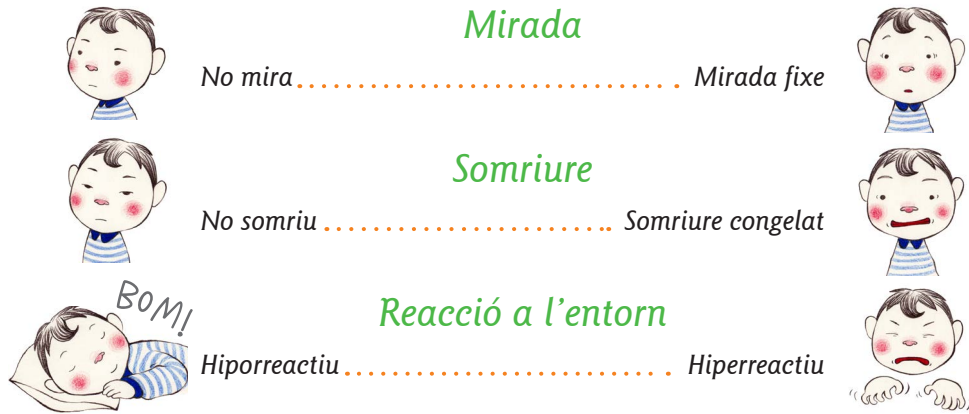 Mirada
No mira Mirada fixe
Somriure
No somriu Somriure congelat
BOM!
Reacció a l'entorn
Hiporreactiu Hiperreactiu